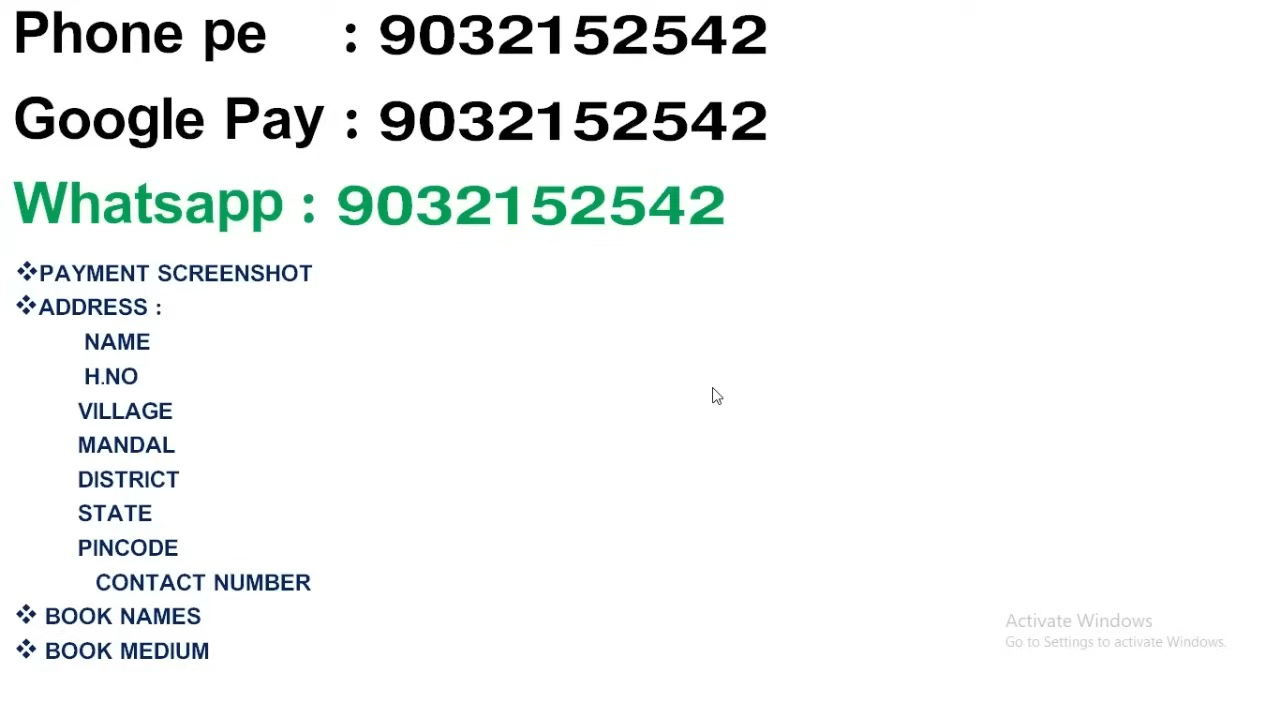 Phone pe : 9032152542
Google Pay : 9032152542
Whatsapp : 9032152542
❖PAYMENT SCREENSHOT
❖ADDRESS :
NAME
H.NO
VILLAGE
MANDAL
DISTRICT
STATE
PINCODE
CONTACT NUMBER
❖ BOOK NAMES
❖ BOOK MEDIUM
Activate Windows
Go to Settings to activate Windows.